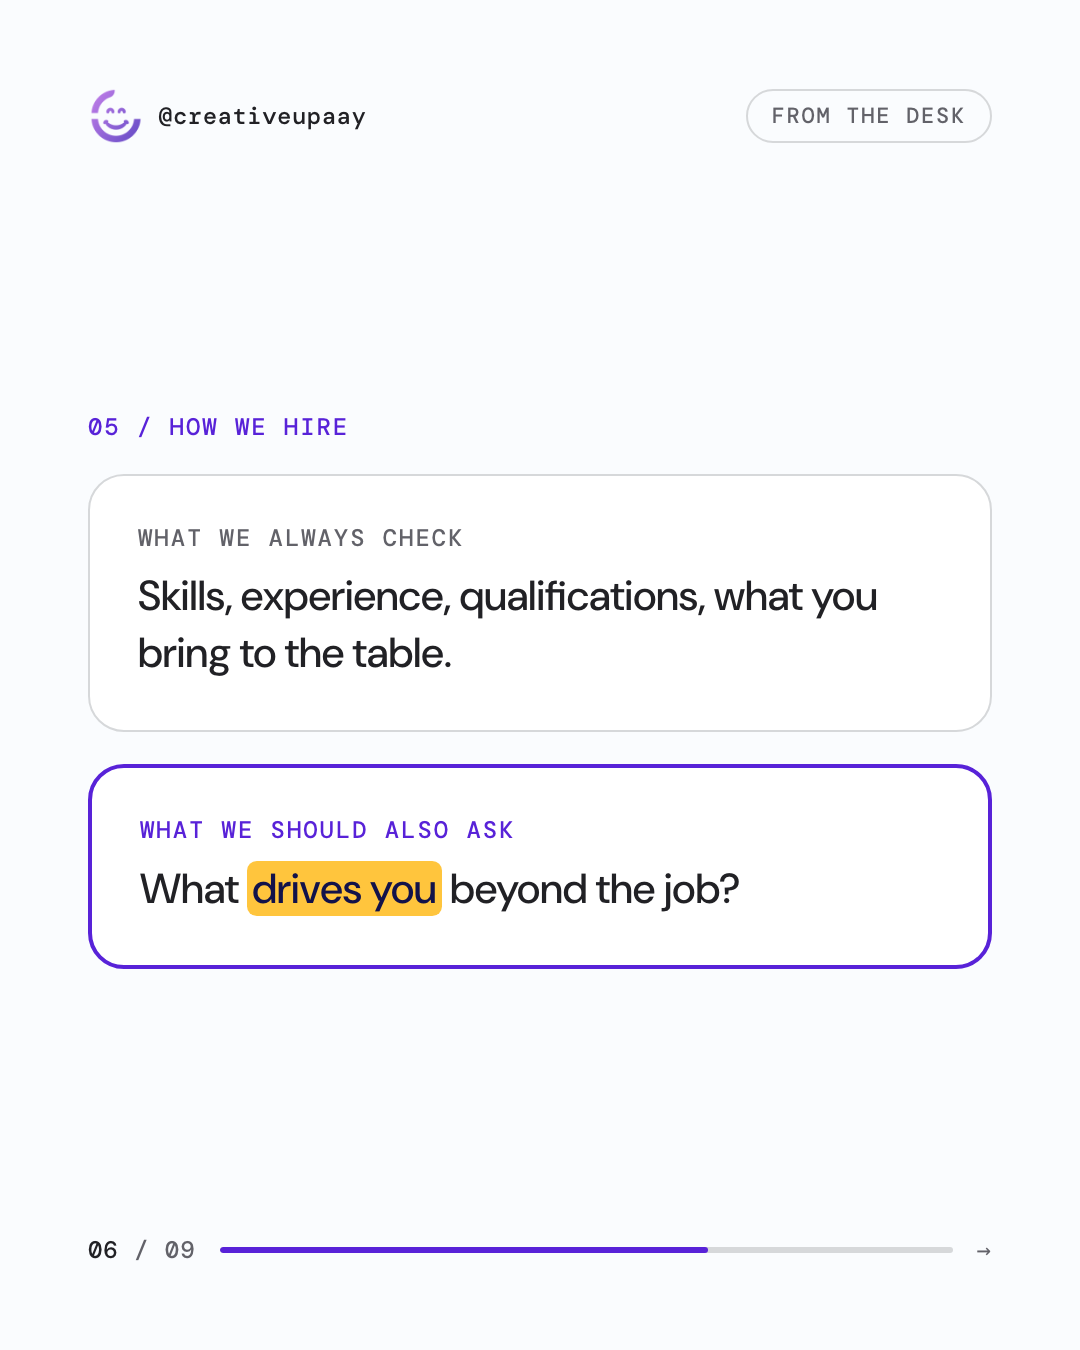 @creativeupaay
FROM THE DESK
05 / HOW WE HIRE
WHAT WE ALWAYS CHECK
Skills, experience, qualifications, what you
bring to the table.
WHAT WE SHOULD ALSO ASK
What drives you beyond the job?
06 / 09 →